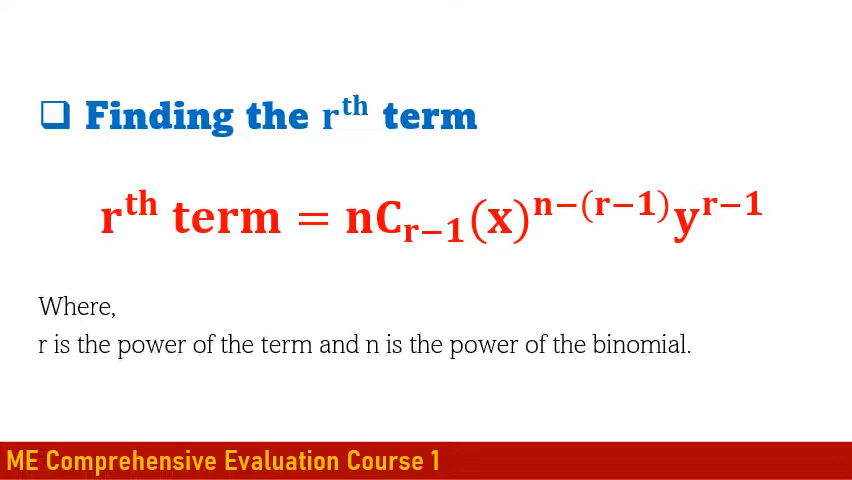 ❑ Finding the rᵗʰ term
rᵗʰ term = nCᵣ₋₁(x)ⁿ⁻⁽ʳ⁻¹⁾yʳ⁻¹
Where,
r is the power of the term and n is the power of the binomial.
ME Comprehensive Evaluation Course 1